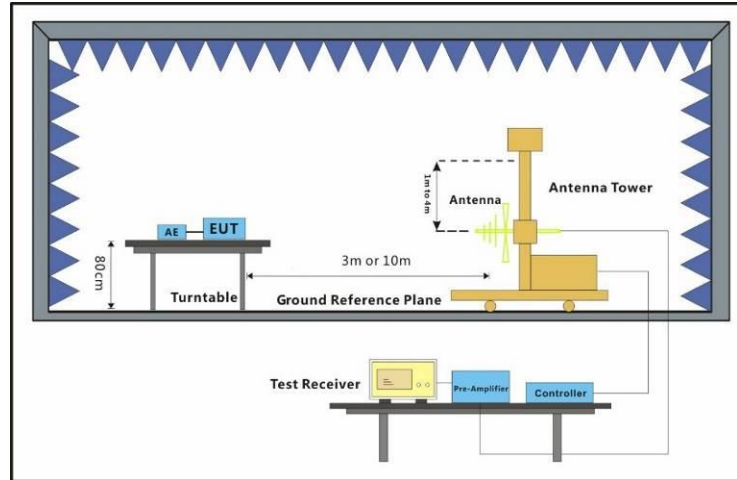 1m to 4m
Antenna
Antenna Tower
AE
EUT
80cm
3m or 10m
Turntable
Ground Reference Plane
Test Receiver
Pre-Amplifier
Controller